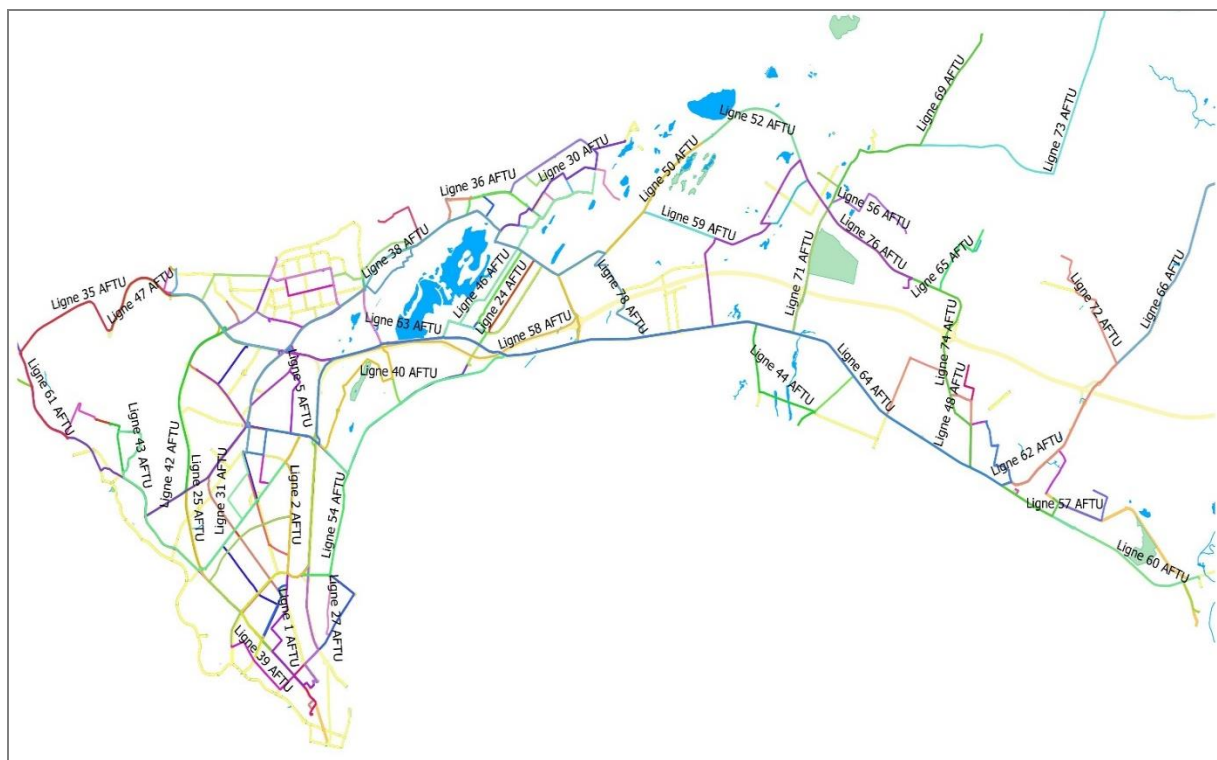 Ligne 69 AFTU
Ligne 73 AFTU
Ligne 52 AFTU
Ligne 30 AFTU
Ligne 50 AFTU
Ligne 36 AFTU
Ligne 56 AFTU
Ligne 59 AFTU
Ligne 76 AFTU
Ligne 38 AFTU
Ligne 65 AFTU
Ligne 35 AFTU
Ligne 47 AFTU
Ligne 46 AFTU
Ligne 24 AFTU
Ligne 78 AFTU
Ligne 71 AFTU
Ligne 72 AFTU
Ligne 66 AFTU
Ligne 63 AFTU
Ligne 58 AFTU
Ligne 74 AFTU
Ligne 5 AFTU
Ligne 40 AFTU
Ligne 44 AFTU
Ligne 64 AFTU
Ligne 48 AFTU
Ligne 61 AFTU
Ligne 43 AFTU
Ligne 42 AFTU
Ligne 25 AFTU
Ligne 31 AFTU
Ligne 2 AFTU
Ligne 54 AFTU
Ligne 62 AFTU
Ligne 57 AFTU
Ligne 60 AFTU
Ligne 1 AFTU
Ligne 27 AFTU
Ligne 39 AFTU